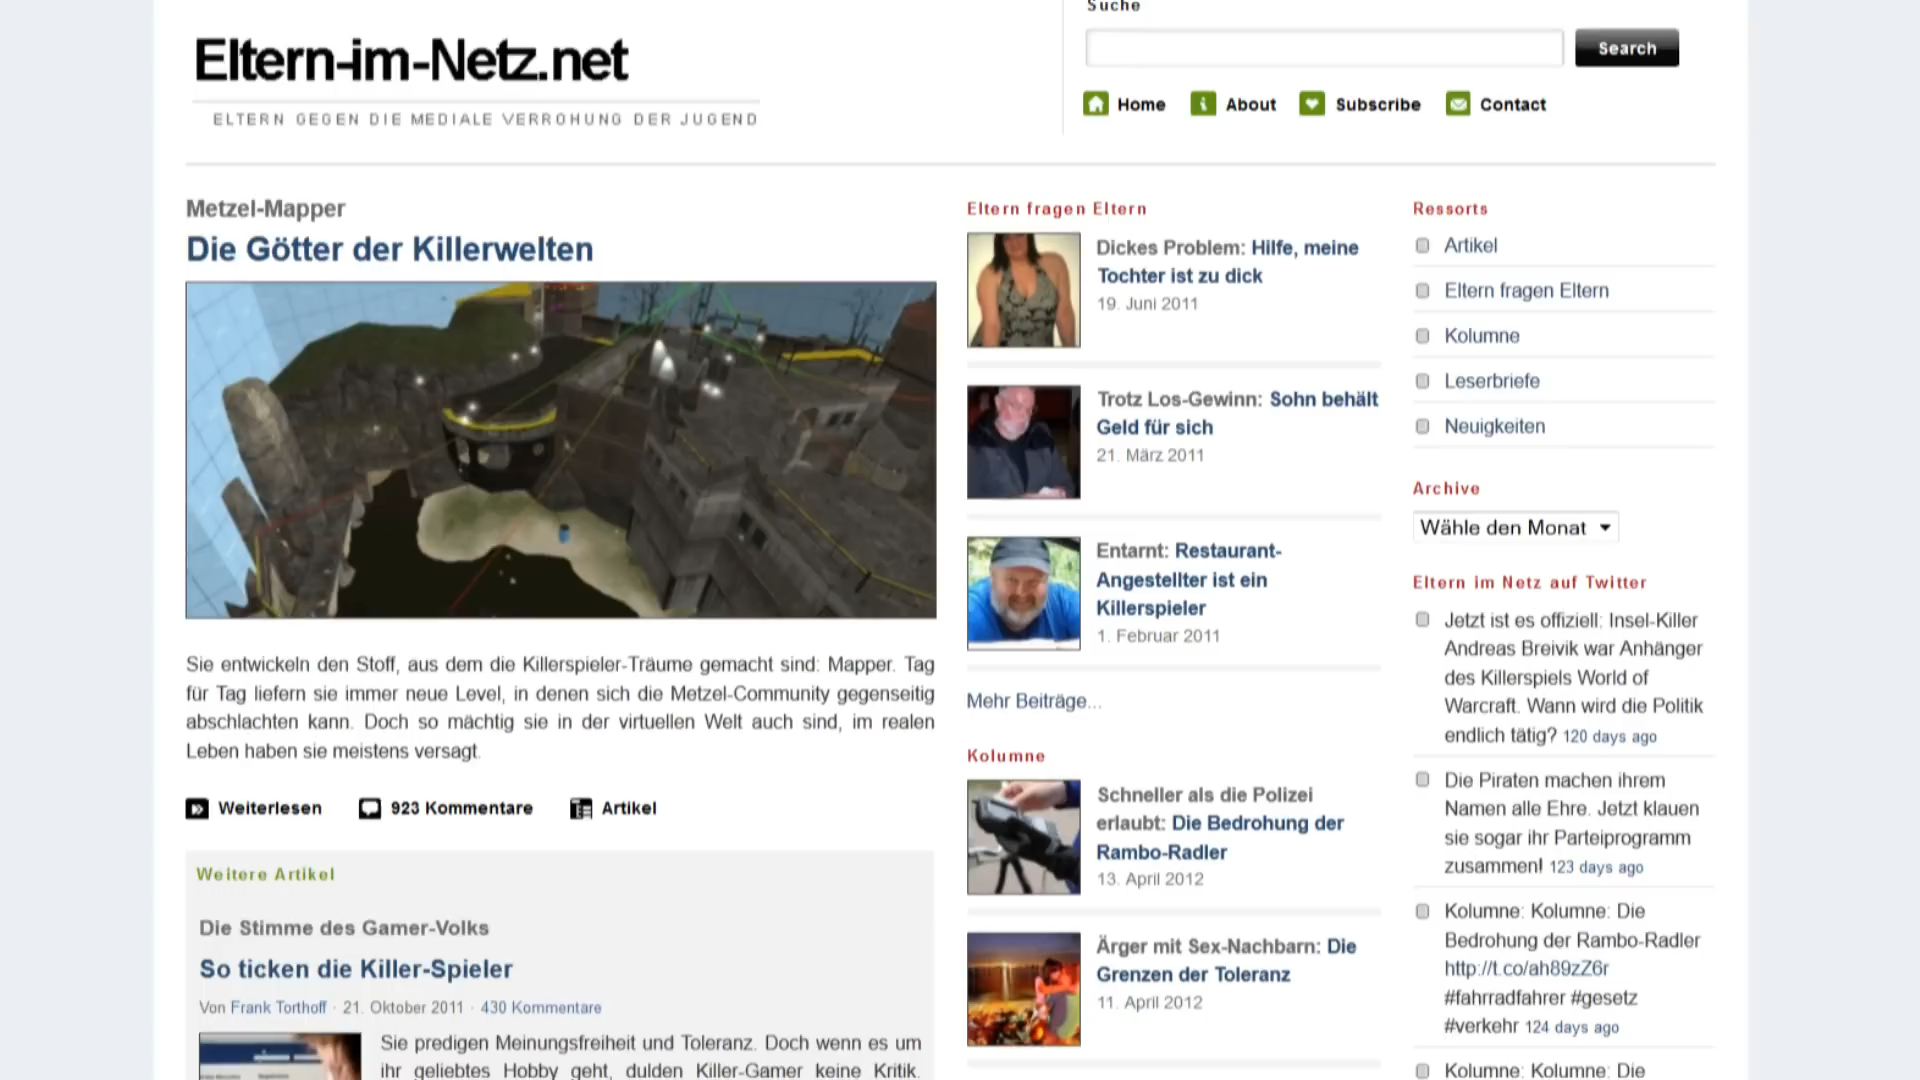 Suche
Search
Eltern-im-Netz.net
ELTERN GEGEN DIE MEDIALE VERROHUNG DER JUGEND
Home
About
Subscribe
Contact
Metzel-Mapper
Die Götter der Killerwelten
Sie entwickeln den Stoff, aus dem die Killerspieler-Träume gemacht sind: Mapper. Tag
für Tag liefern sie immer neue Level, in denen sich die Metzel-Community gegenseitig
abschlachten kann. Doch so mächtig sie in der virtuellen Welt auch sind, im realen
Leben haben sie meistens versagt.
Weiterlesen
923 Kommentare
Artikel
Weitere Artikel
Die Stimme des Gamer-Volks
So ticken die Killer-Spieler
Von Frank Torthoff · 21. Oktober 2011 · 430 Kommentare
Sie predigen Meinungsfreiheit und Toleranz. Doch wenn es um
ihr geliebtes Hobby geht, dulden Killer-Gamer keine Kritik.
Eltern fragen Eltern
Dickes Problem: Hilfe, meine
Tochter ist zu dick
19. Juni 2011
Trotz Los-Gewinn: Sohn behält
Geld für sich
21. März 2011
Entarnt: Restaurant-
Angestellter ist ein
Killerspieler
1. Februar 2011
Mehr Beiträge...
Kolumne
Schneller als die Polizei
erlaubt: Die Bedrohung der
Rambo-Radler
13. April 2012
Ärger mit Sex-Nachbarn: Die
Grenzen der Toleranz
11. April 2012
Ressorts
Artikel
Eltern fragen Eltern
Kolumne
Leserbriefe
Neuigkeiten
Archive
Wähle den Monat
Eltern im Netz auf Twitter
Jetzt ist es offiziell: Insel-Killer
Andreas Breivik war Anhänger
des Killerspiels World of
Warcraft. Wann wird die Politik
endlich tätig? 120 days ago
Die Piraten machen ihrem
Namen alle Ehre. Jetzt klauen
sie sogar ihr Parteiprogramm
zusammen! 123 days ago
Kolumne: Kolumne: Die
Bedrohung der Rambo-Radler
http://t.co/ah89zZ6r
#fahrradfahrer #gesetz
#verkehr 124 days ago
Kolumne: Kolumne: Die